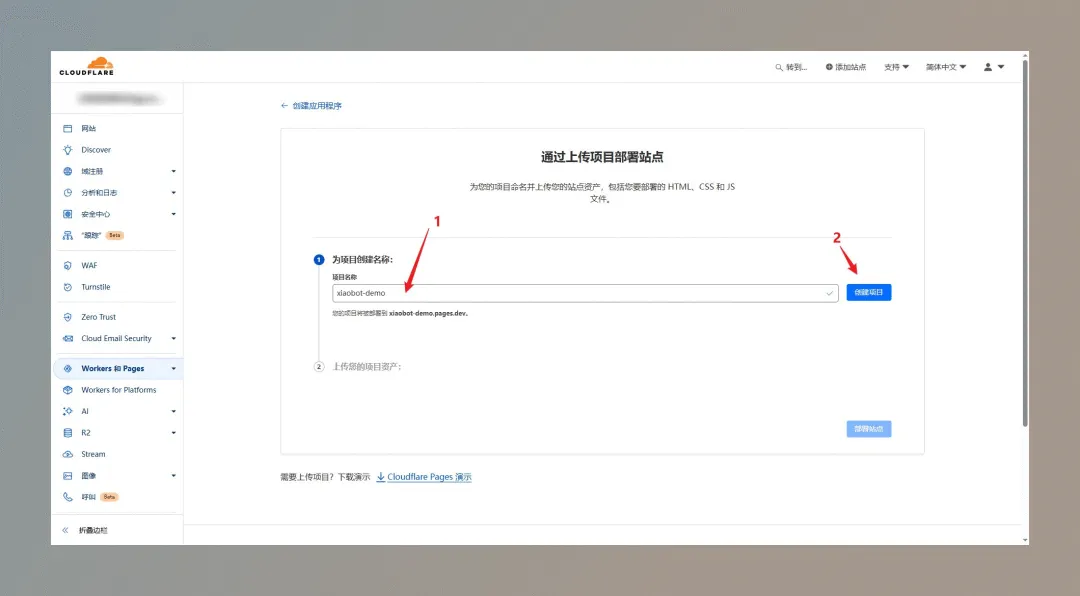 CLOUDFLARE
转到...
添加站点
支持
简体中文
网站
Discover
域注册
分析和日志
安全中心
"跟踪" Beta
WAF
Turnstile
Zero Trust
Cloud Email Security
Workers 和 Pages
Workers for Platforms
AI
R2
Stream
图像
呼叫 Beta
折叠边栏
← 创建应用程序
通过上传项目部署站点
为您的项目命名并上传您的站点资产，包括您要部署的 HTML、CSS 和 JS
文件。
1
2
1 为项目创建名称：
项目名称
xiaobot-demo
创建项目
您的项目将被部署到 xiaobot-demo.pages.dev。
2 上传您的项目资产：
部署站点
需要上传项目？下载演示 Cloudflare Pages 演示